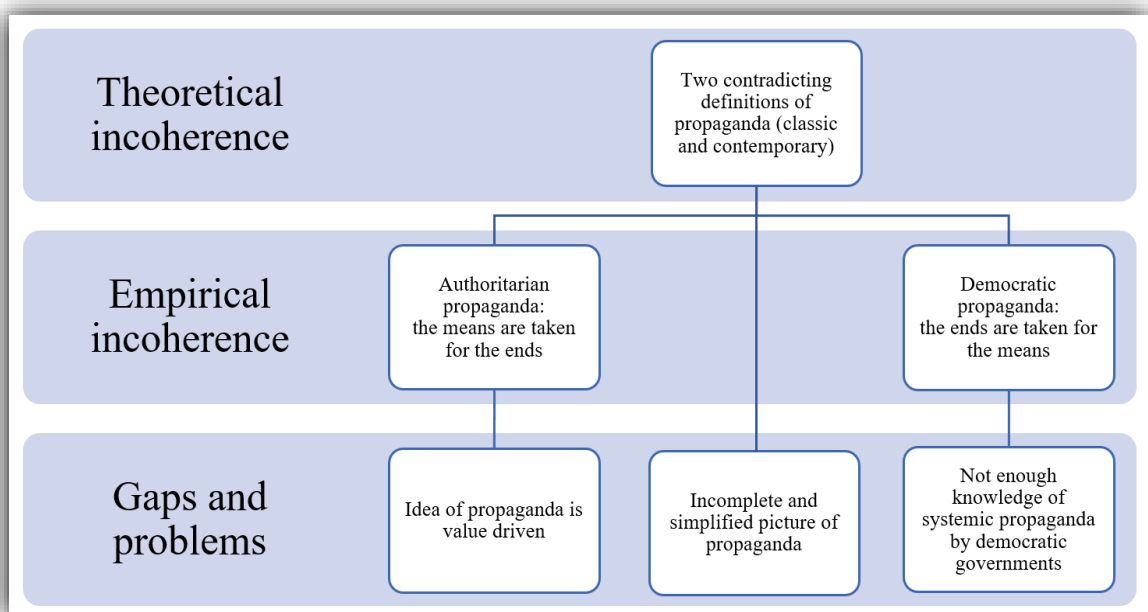 Theoretical
incoherence
Two contradicting
definitions of
propaganda (classic
and contemporary)
Empirical
incoherence
Authoritarian
propaganda:
the means are taken
for the ends
Democratic
propaganda:
the ends are taken for
the means
Gaps and
problems
Idea of propaganda is
value driven
Incomplete and
simplified picture of
propaganda
Not enough
knowledge of
systemic propaganda
by democratic
governments